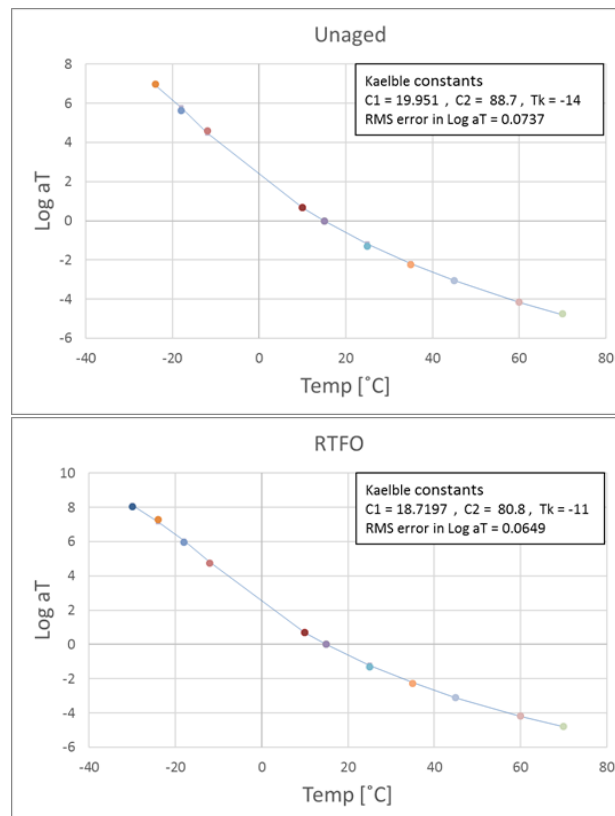 Unaged
Kaelble constants
C1 = 19.951 , C2 = 88.7, Tk = -14
RMS error in Log aT = 0.0737
8
6
4
2
0
-2
-4
-6
Log aT
-40
-20
0
20
40
60
80
Temp [˚C]
RTFO
Kaelble constants
C1 = 18.7197 , C2 = 80.8, Tk = -11
RMS error in Log aT = 0.0649
10
8
6
4
2
0
-2
-4
-6
Log aT
-40
-20
0
20
40
60
80
Temp [˚C]